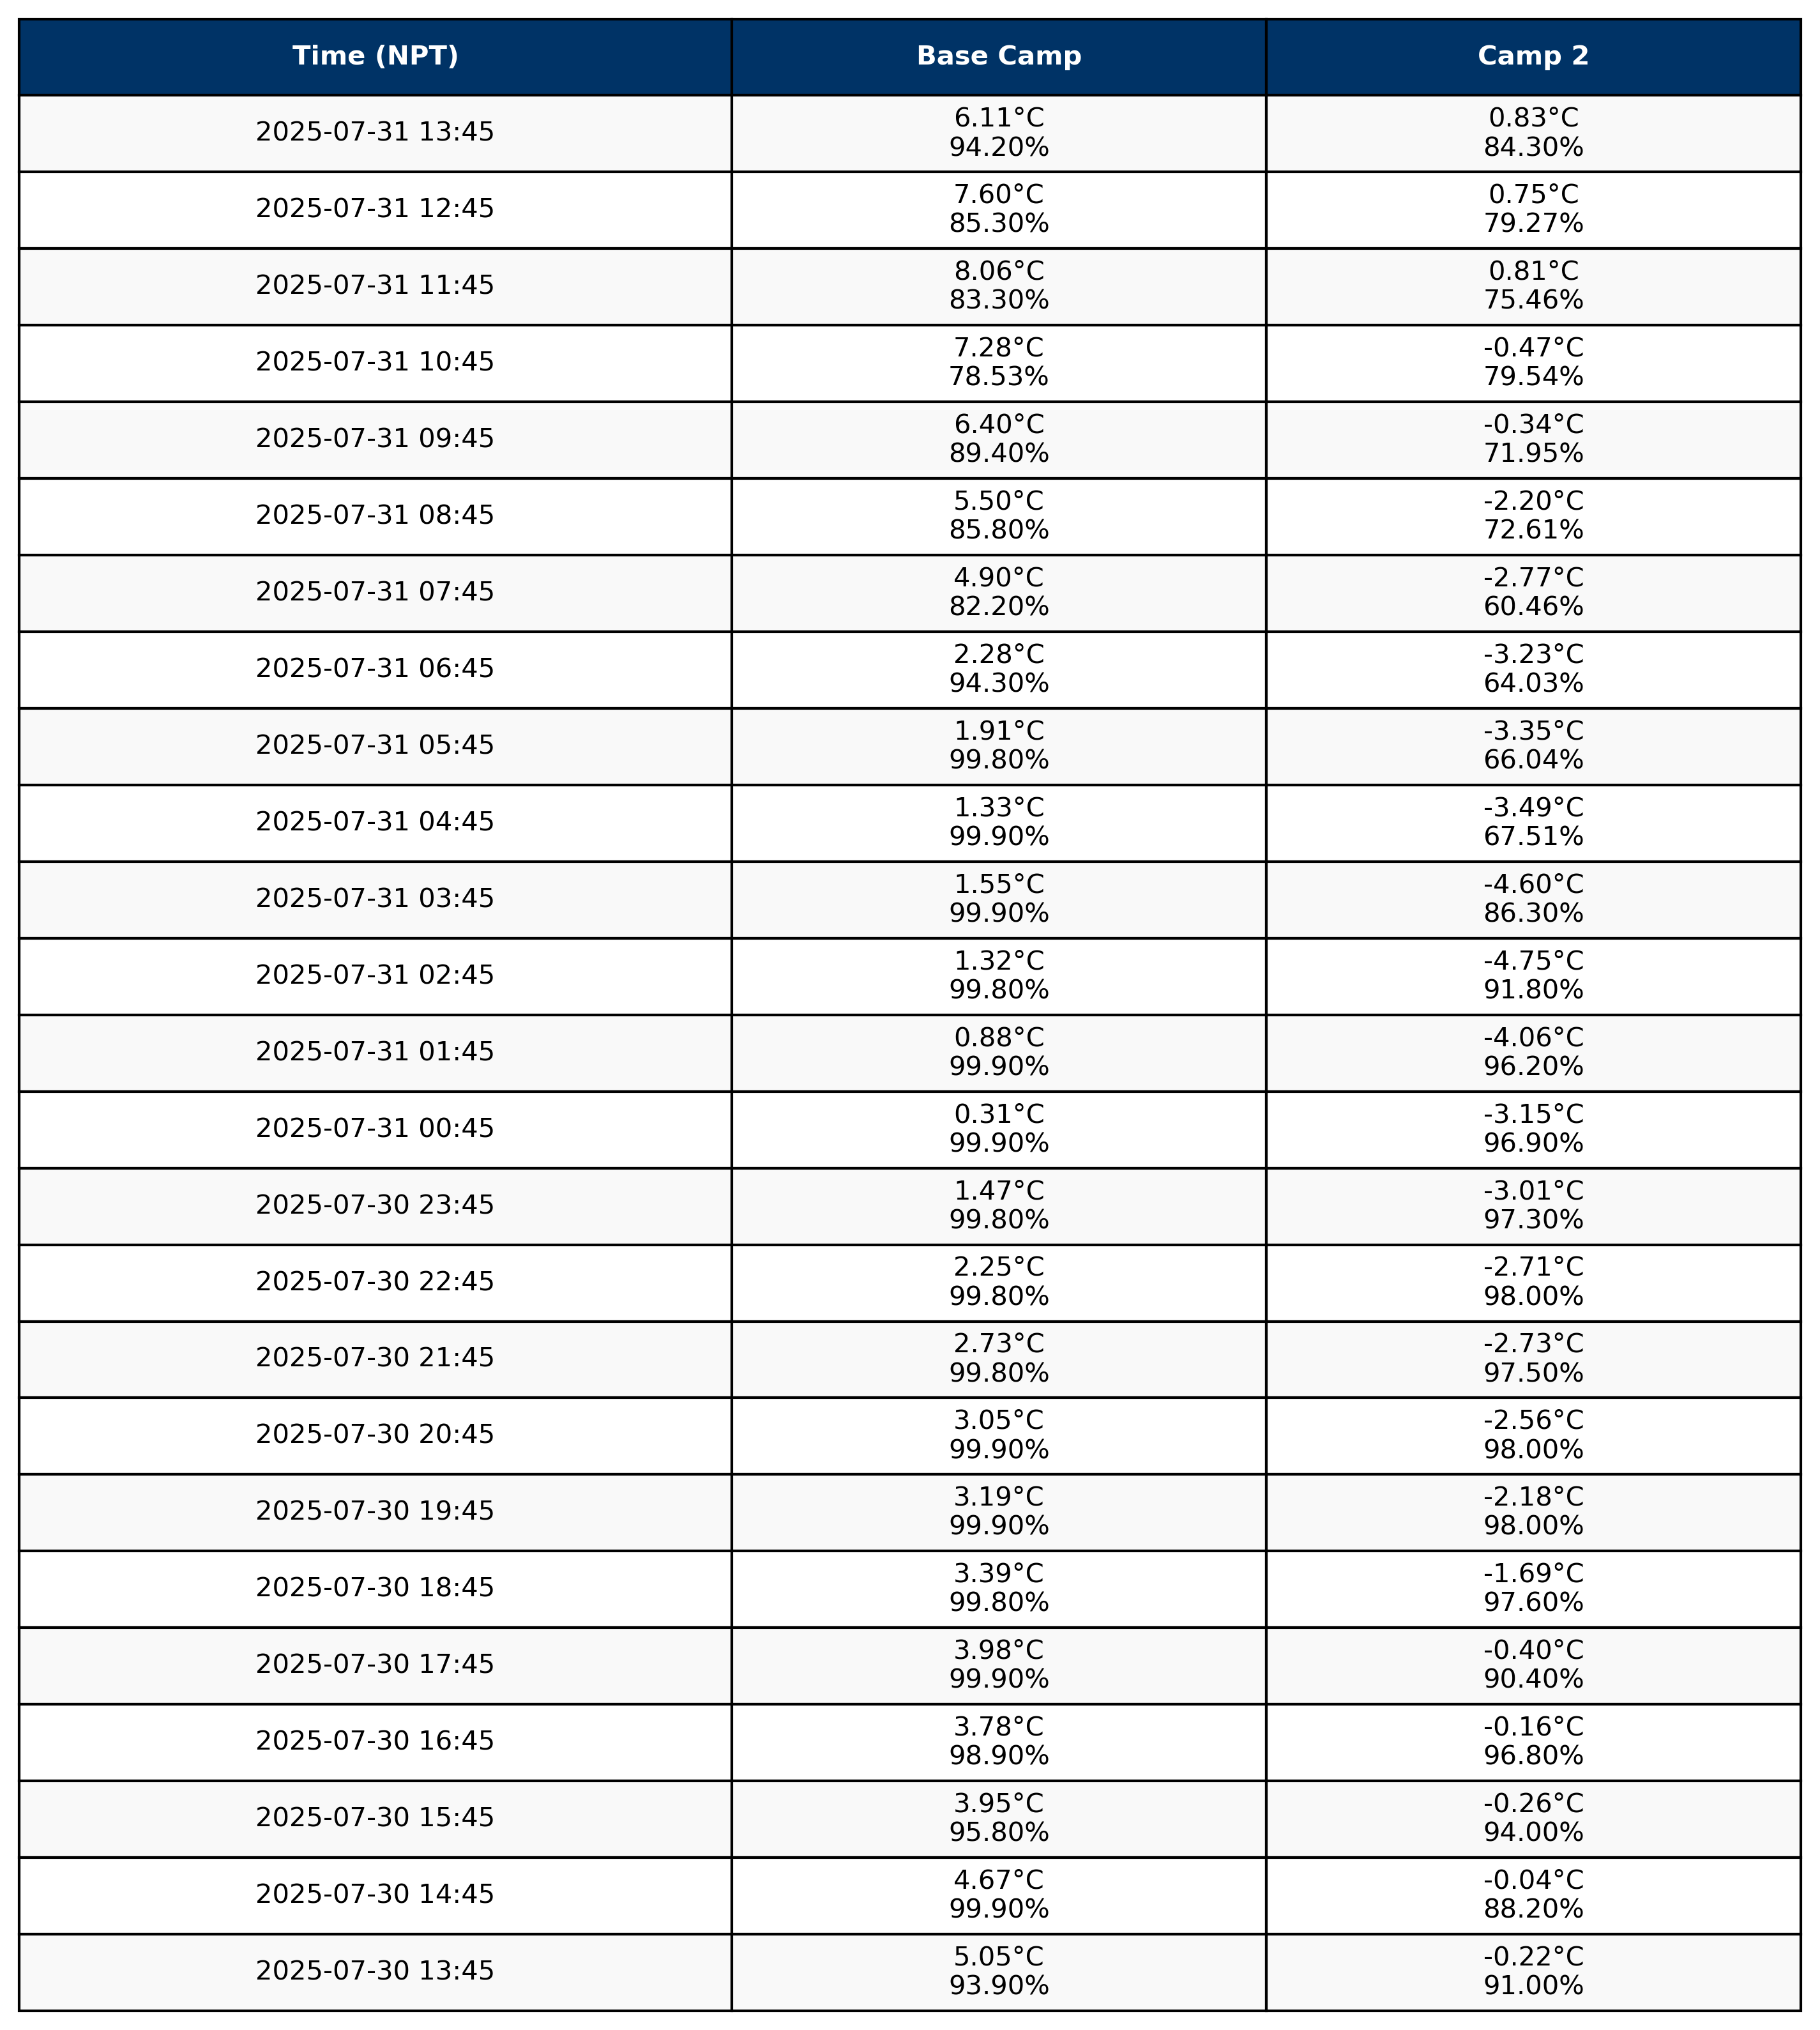 Time (NPT) Base Camp Camp 2
2025-07-31 13:45 6.11°C 0.83°C
94.20% 84.30%
2025-07-31 12:45 7.60°C 0.75°C
85.30% 79.27%
2025-07-31 11:45 8.06°C 0.81°C
83.30% 75.46%
2025-07-31 10:45 7.28°C -0.47°C
78.53% 79.54%
2025-07-31 09:45 6.40°C -0.34°C
89.40% 71.95%
2025-07-31 08:45 5.50°C -2.20°C
85.80% 72.61%
2025-07-31 07:45 4.90°C -2.77°C
82.20% 60.46%
2025-07-31 06:45 2.28°C -3.23°C
94.30% 64.03%
2025-07-31 05:45 1.91°C -3.35°C
99.80% 66.04%
2025-07-31 04:45 1.33°C -3.49°C
99.90% 67.51%
2025-07-31 03:45 1.55°C -4.60°C
99.90% 86.30%
2025-07-31 02:45 1.32°C -4.75°C
99.80% 91.80%
2025-07-31 01:45 0.88°C -4.06°C
99.90% 96.20%
2025-07-31 00:45 0.31°C -3.15°C
99.90% 96.90%
2025-07-30 23:45 1.47°C -3.01°C
99.80% 97.30%
2025-07-30 22:45 2.25°C -2.71°C
99.80% 98.00%
2025-07-30 21:45 2.73°C -2.73°C
99.80% 97.50%
2025-07-30 20:45 3.05°C -2.56°C
99.90% 98.00%
2025-07-30 19:45 3.19°C -2.18°C
99.90% 98.00%
2025-07-30 18:45 3.39°C -1.69°C
99.80% 97.60%
2025-07-30 17:45 3.98°C -0.40°C
99.90% 90.40%
2025-07-30 16:45 3.78°C -0.16°C
98.90% 96.80%
2025-07-30 15:45 3.95°C -0.26°C
95.80% 94.00%
2025-07-30 14:45 4.67°C -0.04°C
99.90% 88.20%
2025-07-30 13:45 5.05°C -0.22°C
93.90% 91.00%